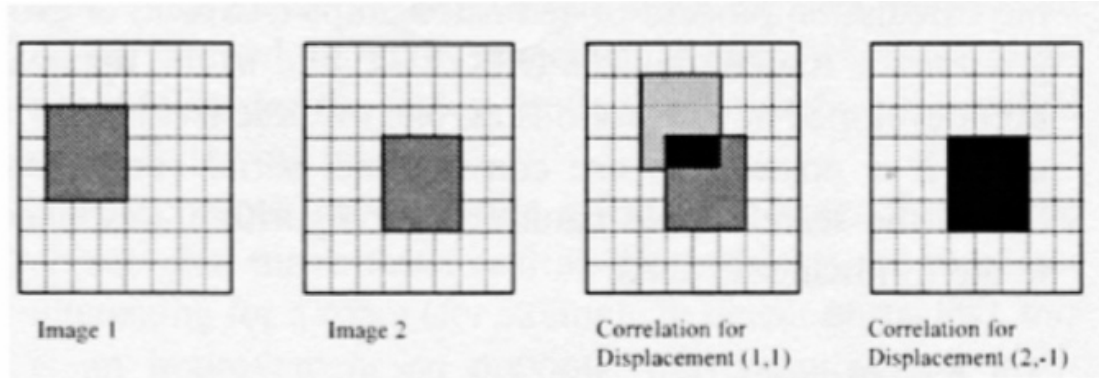 Image 1
Image 2
Correlation for
Displacement (1,1)
Correlation for
Displacement (2,-1)